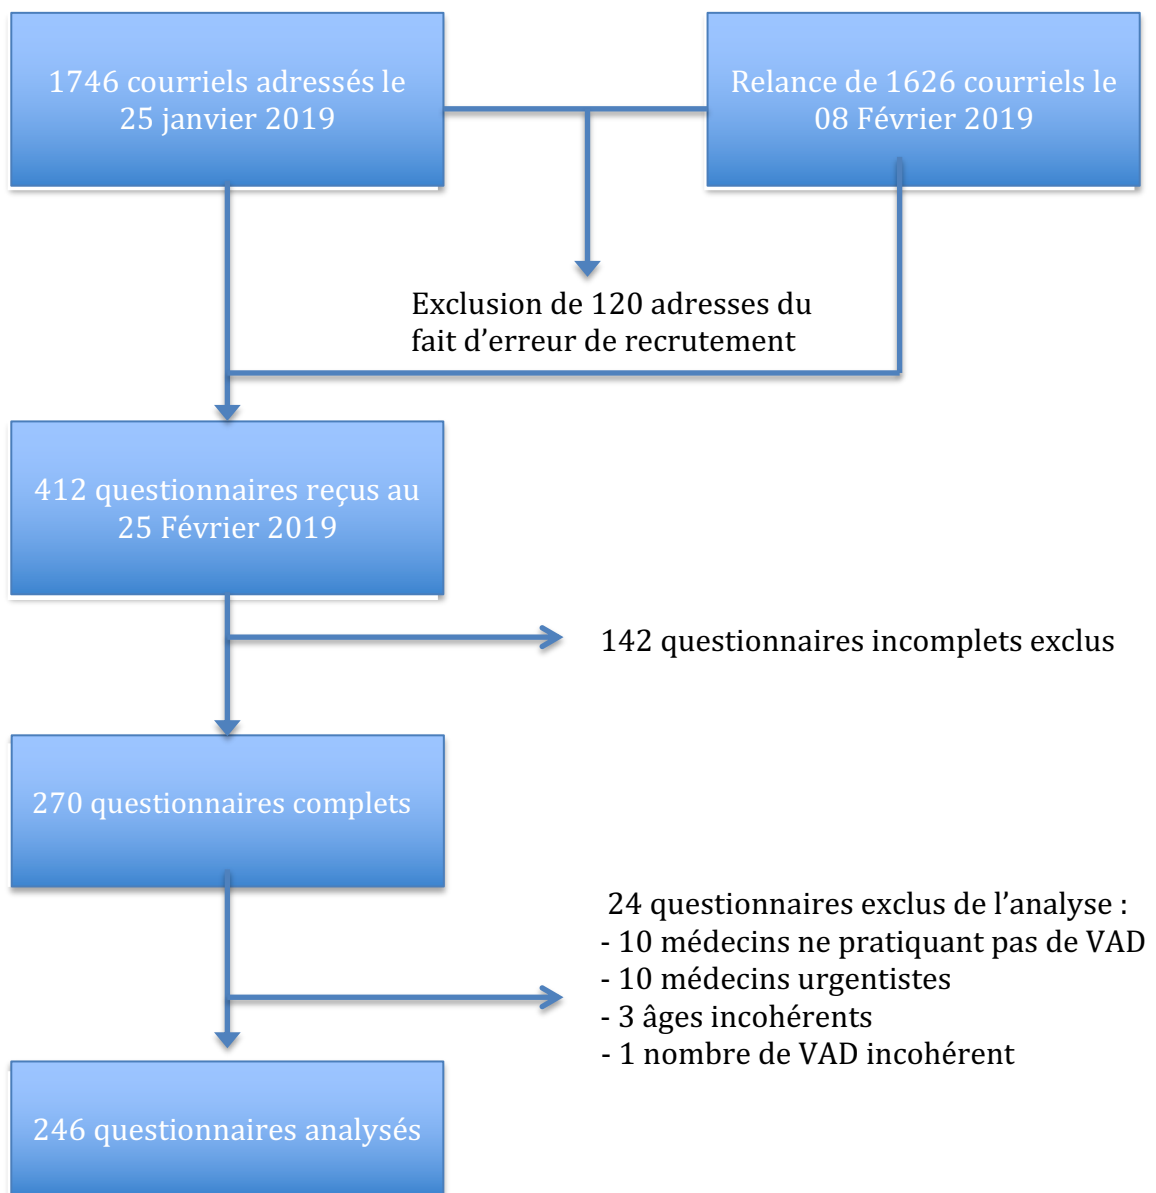 1746 courriels adressés le
25 janvier 2019
Relance de 1626 courriels le
08 Février 2019
Exclusion de 120 adresses du
fait d’erreur de recrutement
412 questionnaires reçus au
25 Février 2019
142 questionnaires incomplets exclus
270 questionnaires complets
24 questionnaires exclus de l’analyse :
- 10 médecins ne pratiquant pas de VAD
- 10 médecins urgentistes
- 3 âges incohérents
- 1 nombre de VAD incohérent
246 questionnaires analysés